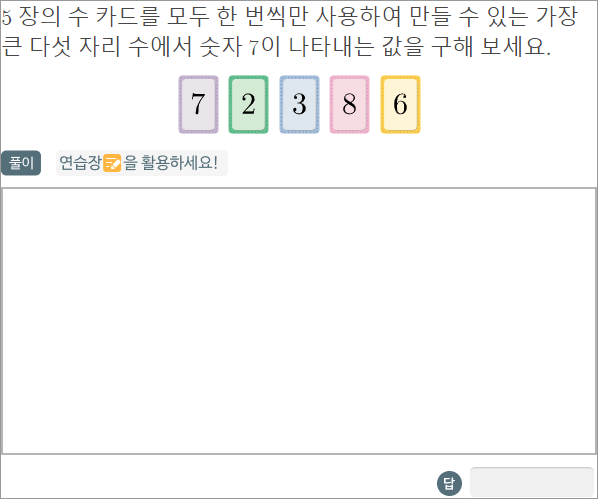 5 장의 수 카드를 모두 한 번씩만 사용하여 만들 수 있는 가장
큰 다섯 자리 수에서 숫자 7이 나타내는 값을 구해 보세요.
7 2 3 8 6
풀이 연습장을 활용하세요!
답